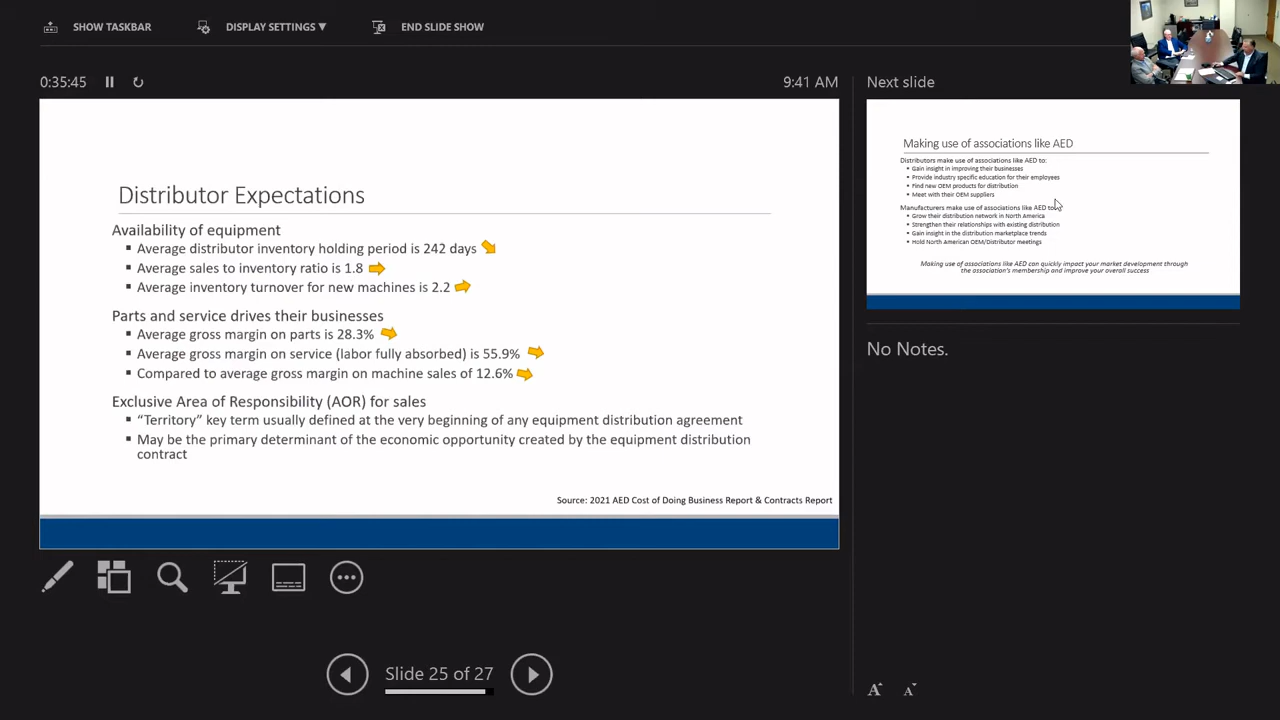 SHOW TASKBAR
DISPLAY SETTINGS ▼
END SLIDE SHOW
0:35:45
9:41 AM
Distributor Expectations
Availability of equipment
▪ Average distributor inventory holding period is 242 days
▪ Average sales to inventory ratio is 1.8
▪ Average inventory turnover for new machines is 2.2
Parts and service drives their businesses
▪ Average gross margin on parts is 28.3%
▪ Average gross margin on service (labor fully absorbed) is 55.9%
▪ Compared to average gross margin on machine sales of 12.6%
Exclusive Area of Responsibility (AOR) for sales
▪ “Territory” key term usually defined at the very beginning of any equipment distribution agreement
▪ May be the primary determinant of the economic opportunity created by the equipment distribution
contract
Source: 2021 AED Cost of Doing Business Report & Contracts Report
Slide 25 of 27
Next slide
Making use of associations like AED
Distributors make use of associations like AED to:
▪ Gain insight in improving their businesses
▪ Provide industry specific education for their employees
▪ Find new OEM products for distribution
▪ Meet with their OEM suppliers
Manufacturers make use of associations like AED to
▪ Grow their distribution network in North America
▪ Strengthen their relationships with existing distribution
▪ Gain insight in the distribution marketplace trends
▪ Hold North American OEM/Distributor meetings
Making use of associations like AED can quickly impact your market development through
the association's membership and improve your overall success
No Notes.
A A